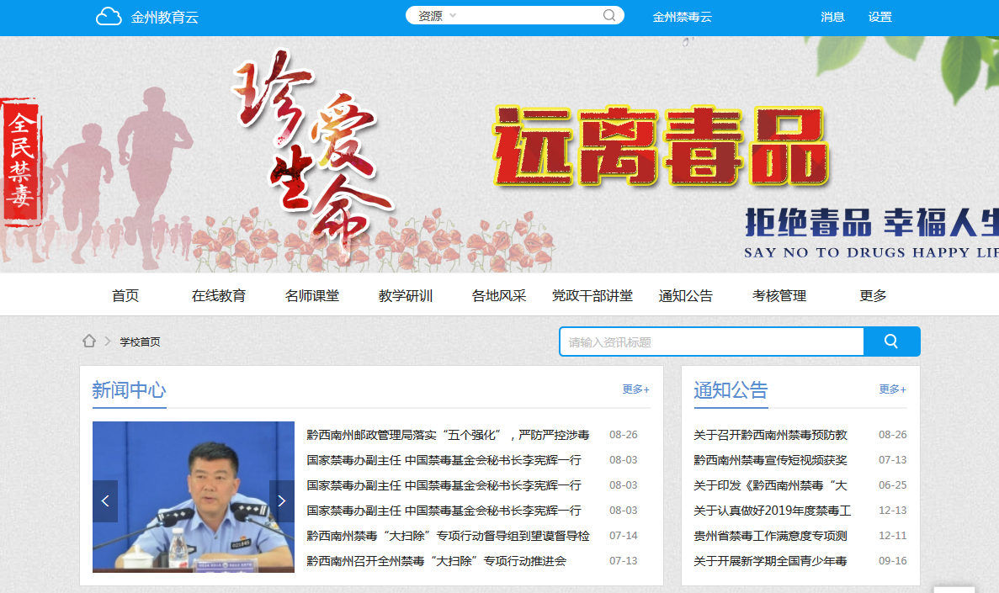 金州教育云
资源
金州禁毒云
消息
设置
全民禁毒
珍爱生命
远离毒品
拒绝毒品 幸福人生
SAY NO TO DRUGS HAPPY LIF
首页
在线教育
名师课堂
教学研训
各地风采
党政干部讲堂
通知公告
考核管理
更多
学校首页
请输入资讯标题
新闻中心
更多+
黔西南州邮政管理局落实“五个强化”，严防严控涉毒 08-26
国家禁毒办副主任 中国禁毒基金会秘书长李宪辉一行 08-03
国家禁毒办副主任 中国禁毒基金会秘书长李宪辉一行 08-03
国家禁毒办副主任 中国禁毒基金会秘书长李宪辉一行 08-03
黔西南州禁毒“大扫除”专项行动督导组到望谟督导检 07-14
黔西南州召开全州禁毒“大扫除”专项行动推进会 07-13
通知公告
更多+
关于召开黔西南州禁毒预防教 08-26
黔西南州禁毒宣传短视频获奖 07-13
关于印发《黔西南州禁毒“大 06-25
关于认真做好2019年度禁毒工 12-13
贵州省禁毒工作满意度专项测 12-11
关于开展新学期全国青少年毒 09-16